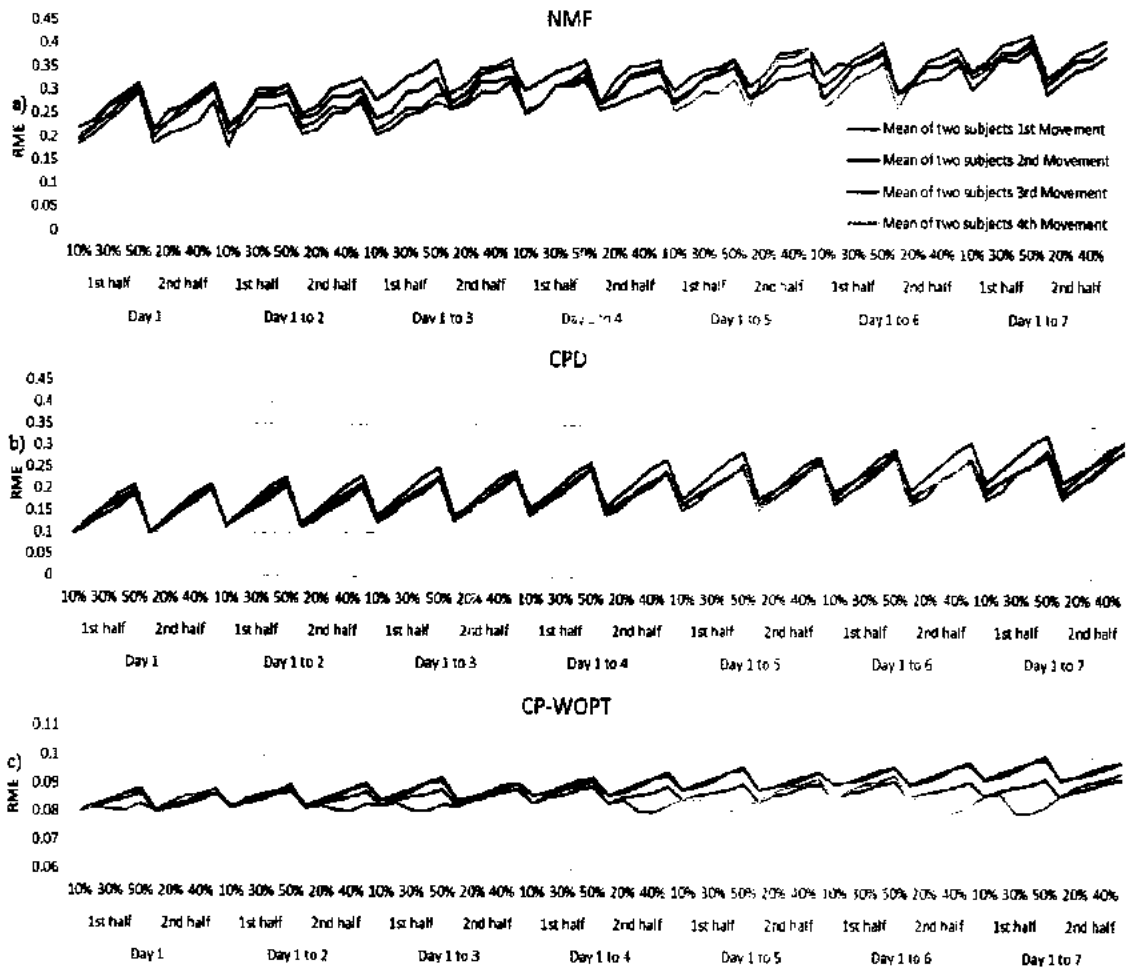 NMF
0.45
0.4
0.35
0.3
0.25
0.2
0.15
0.1
0.05
0
a)
RME
Mean of two subjects 1st Movement
Mean of two subjects 2nd Movement
Mean of two subjects 3rd Movement
Mean of two subjects 4th Movement
10% 30% 50% 20% 40% 10% 30% 50% 20% 40% 10% 30% 50% 20% 40% 10% 30% 50% 20% 40% 10% 30% 50% 20% 40% 10% 30% 50% 20% 40% 10% 30% 50% 20% 40%
1st half 2nd half 1st half 2nd half 1st half 2nd half 1st half 2nd half 1st half 2nd half 1st half 2nd half 1st half 2nd half
Day 1 Day 1 to 2 Day 1 to 3 Day 1 to 4 Day 1 to 5 Day 1 to 6 Day 1 to 7
CPD
0.45
0.4
0.35
0.3
0.25
0.2
0.15
0.1
0.05
0
b)
RME
10% 30% 50% 20% 40% 10% 30% 50% 20% 40% 10% 30% 50% 20% 40% 10% 30% 50% 20% 40% 10% 30% 50% 20% 40% 10% 30% 50% 20% 40% 10% 30% 50% 20% 40%
1st half 2nd half 1st half 2nd half 1st half 2nd half 1st half 2nd half 1st half 2nd half 1st half 2nd half 1st half 2nd half
Day 1 Day 1 to 2 Day 1 to 3 Day 1 to 4 Day 1 to 5 Day 1 to 6 Day 1 to 7
CP-WOPT
0.11
0.1
0.09
0.08
0.07
0.06
c)
RME
10% 30% 50% 20% 40% 10% 30% 50% 20% 40% 10% 30% 50% 20% 40% 10% 30% 50% 20% 40% 10% 30% 50% 20% 40% 10% 30% 50% 20% 40% 10% 30% 50% 20% 40%
1st half 2nd half 1st half 2nd half 1st half 2nd half 1st half 2nd half 1st half 2nd half 1st half 2nd half 1st half 2nd half
Day 1 Day 1 to 2 Day 1 to 3 Day 1 to 4 Day 1 to 5 Day 1 to 6 Day 1 to 7